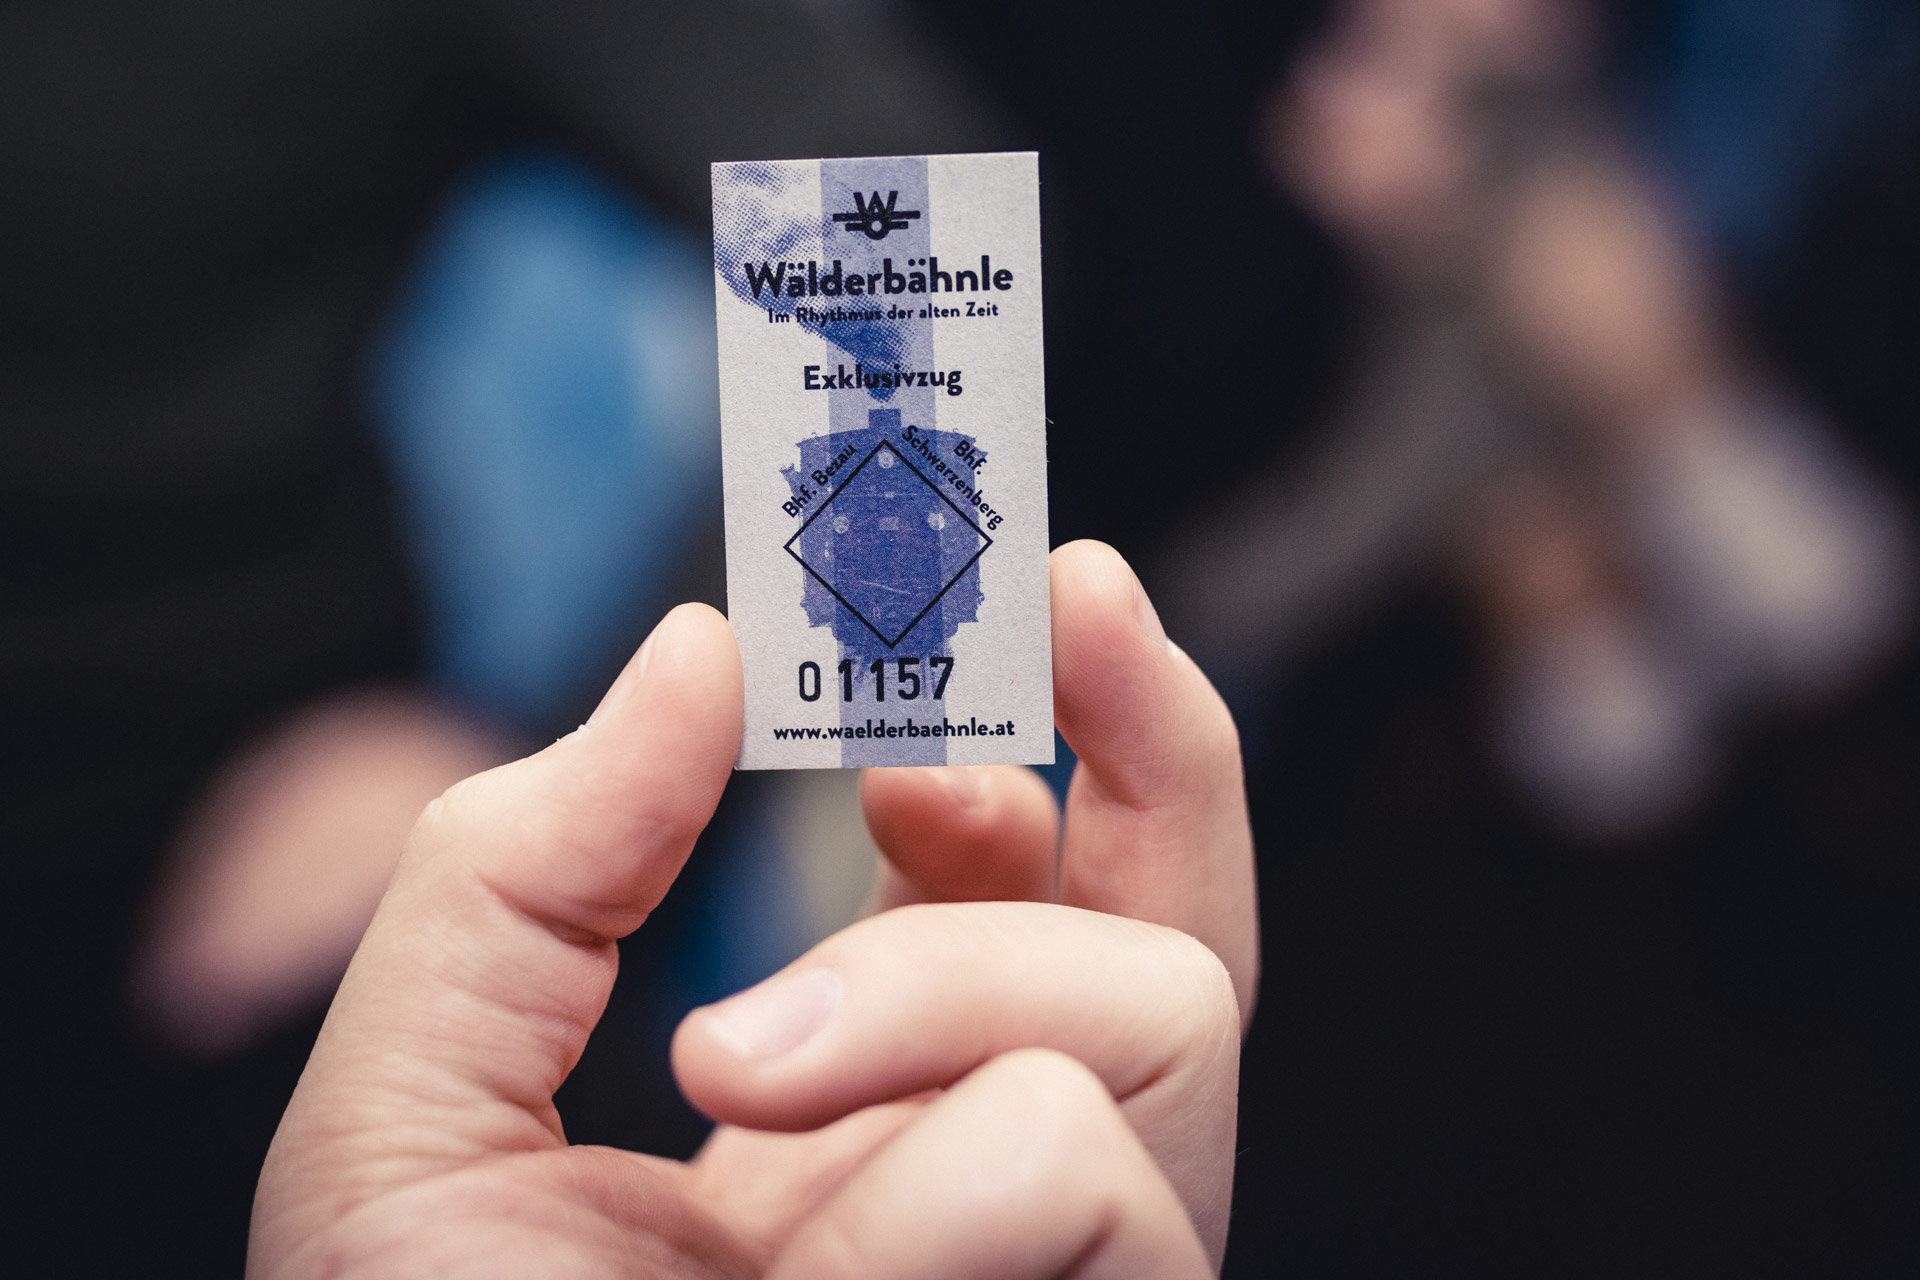 W
Wälderbähnle
Im Rhythmus der alten Zeit
Exklusivzug
Bhf. Bezau
Bhf.
Schwarzenberg
01157
www.waelderbaehnle.at